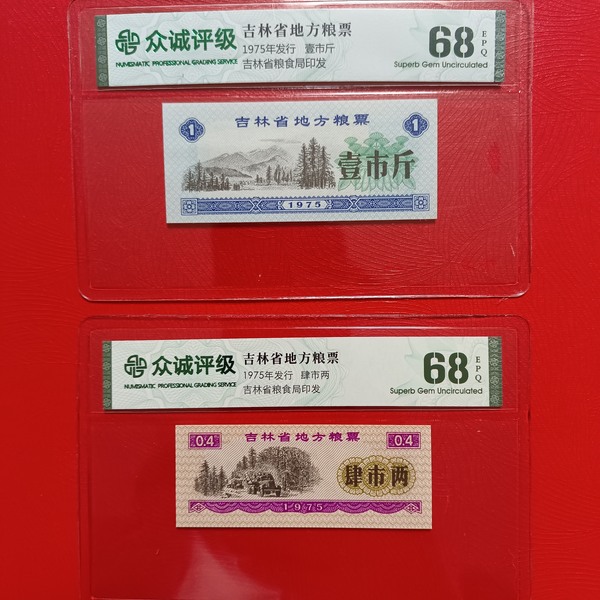 众诚评级
NUMISMATIC PROFESSIONAL GRADING SERVICE
吉林省地方粮票
1975年发行 壹市斤
吉林省粮食局印发
68
EPQ
Superb Gem Uncirculated
1
吉林省地方粮票
1
壹市斤
1975
众诚评级
NUMISMATIC PROFESSIONAL GRADING SERVICE
吉林省地方粮票
1975年发行 肆市两
吉林省粮食局印发
68
EPQ
Superb Gem Uncirculated
0.4
吉林省地方粮票
0.4
肆市两
1975